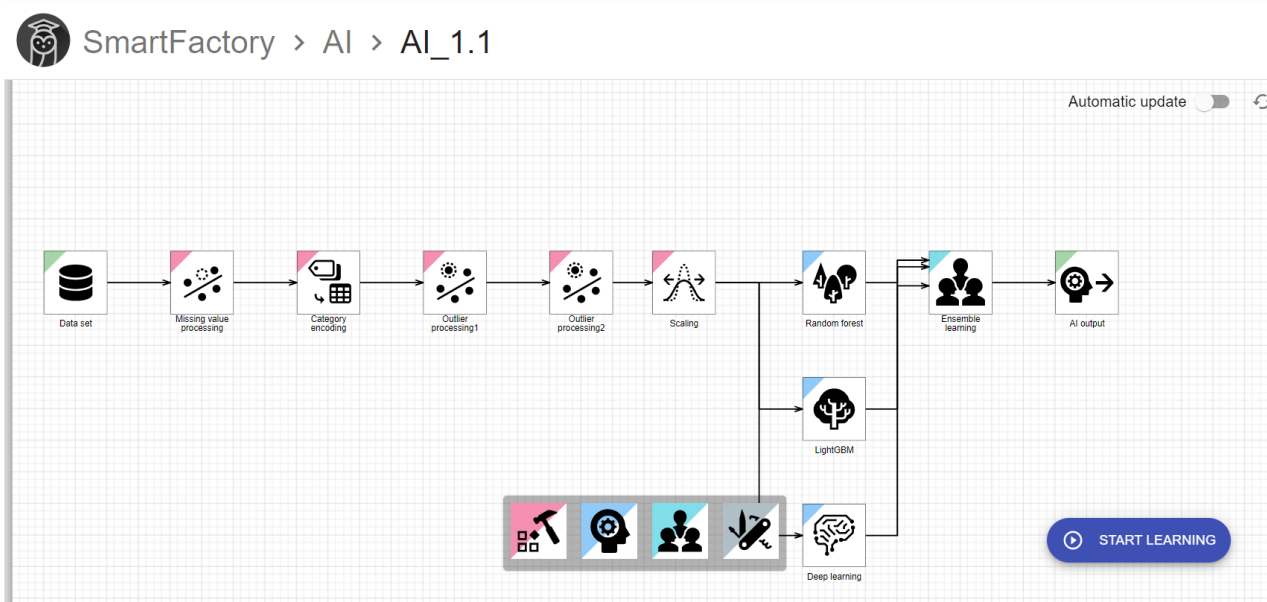 SmartFactory > AI > AI_1.1
Automatic update
Data set
Missing value
processing
Category
encoding
Outlier
processing1
Outlier
processing2
Scaling
Random forest
Ensemble
learning
AI output
LightGBM
Deep learning
START LEARNING